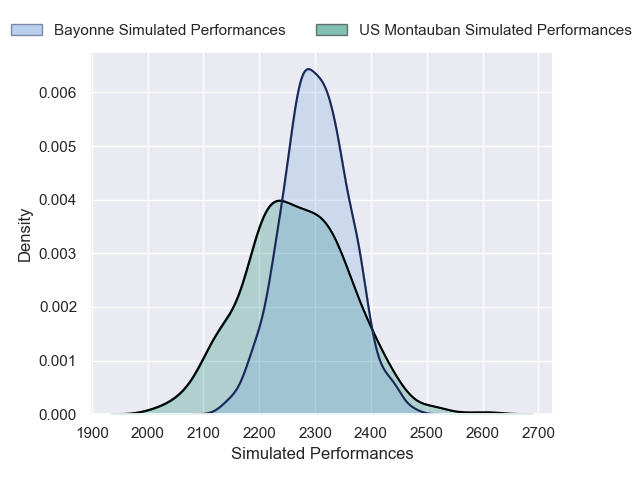 Bayonne Simulated Performances US Montauban Simulated Performances
0.006
0.005
0.004
0.003
0.002
0.001
0.000
Density
1900 2000 2100 2200 2300 2400 2500 2600 2700
Simulated Performances